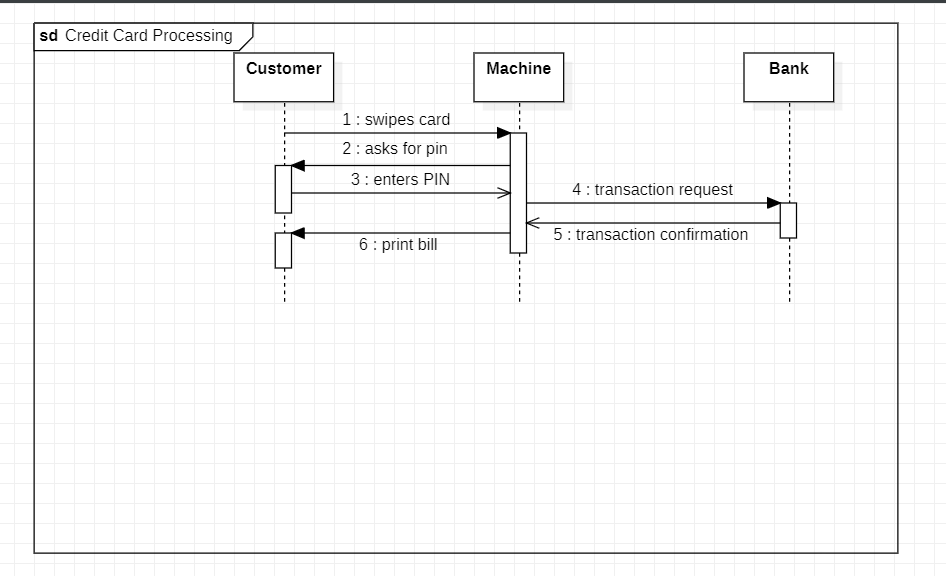 sd Credit Card Processing
Customer
Machine
Bank
1 : swipes card
2 : asks for pin
3 : enters PIN
4 : transaction request
5 : transaction confirmation
6 : print bill